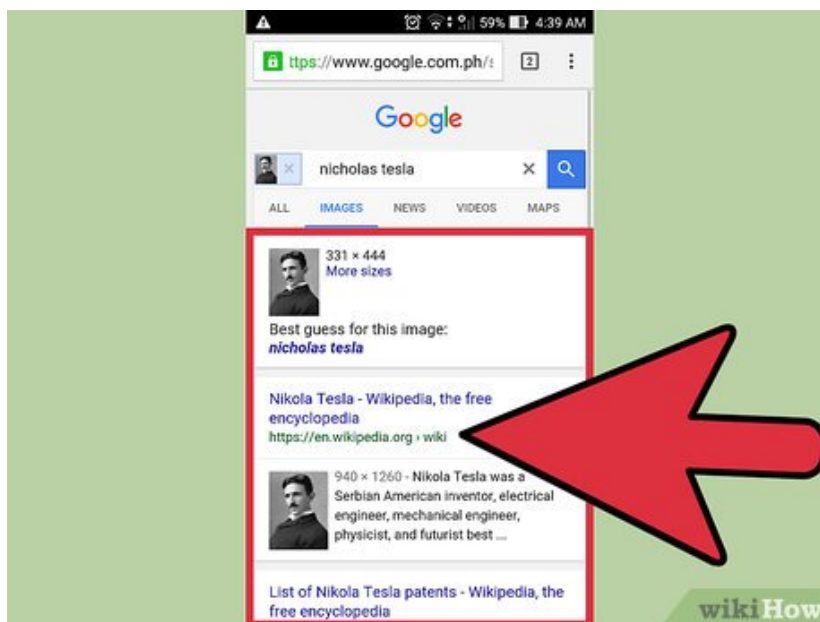 59% 4:39 AM
ttps://www.google.com.ph/s 2
Google
nicholas tesla
ALL IMAGES NEWS VIDEOS MAPS
331 × 444
More sizes
Best guess for this image:
nicholas tesla
Nikola Tesla - Wikipedia, the free
encyclopedia
https://en.wikipedia.org › wiki
940 × 1260 - Nikola Tesla was a
Serbian American inventor, electrical
engineer, mechanical engineer,
physicist, and futurist best ...
List of Nikola Tesla patents - Wikipedia, the
free encyclopedia
wikiHow